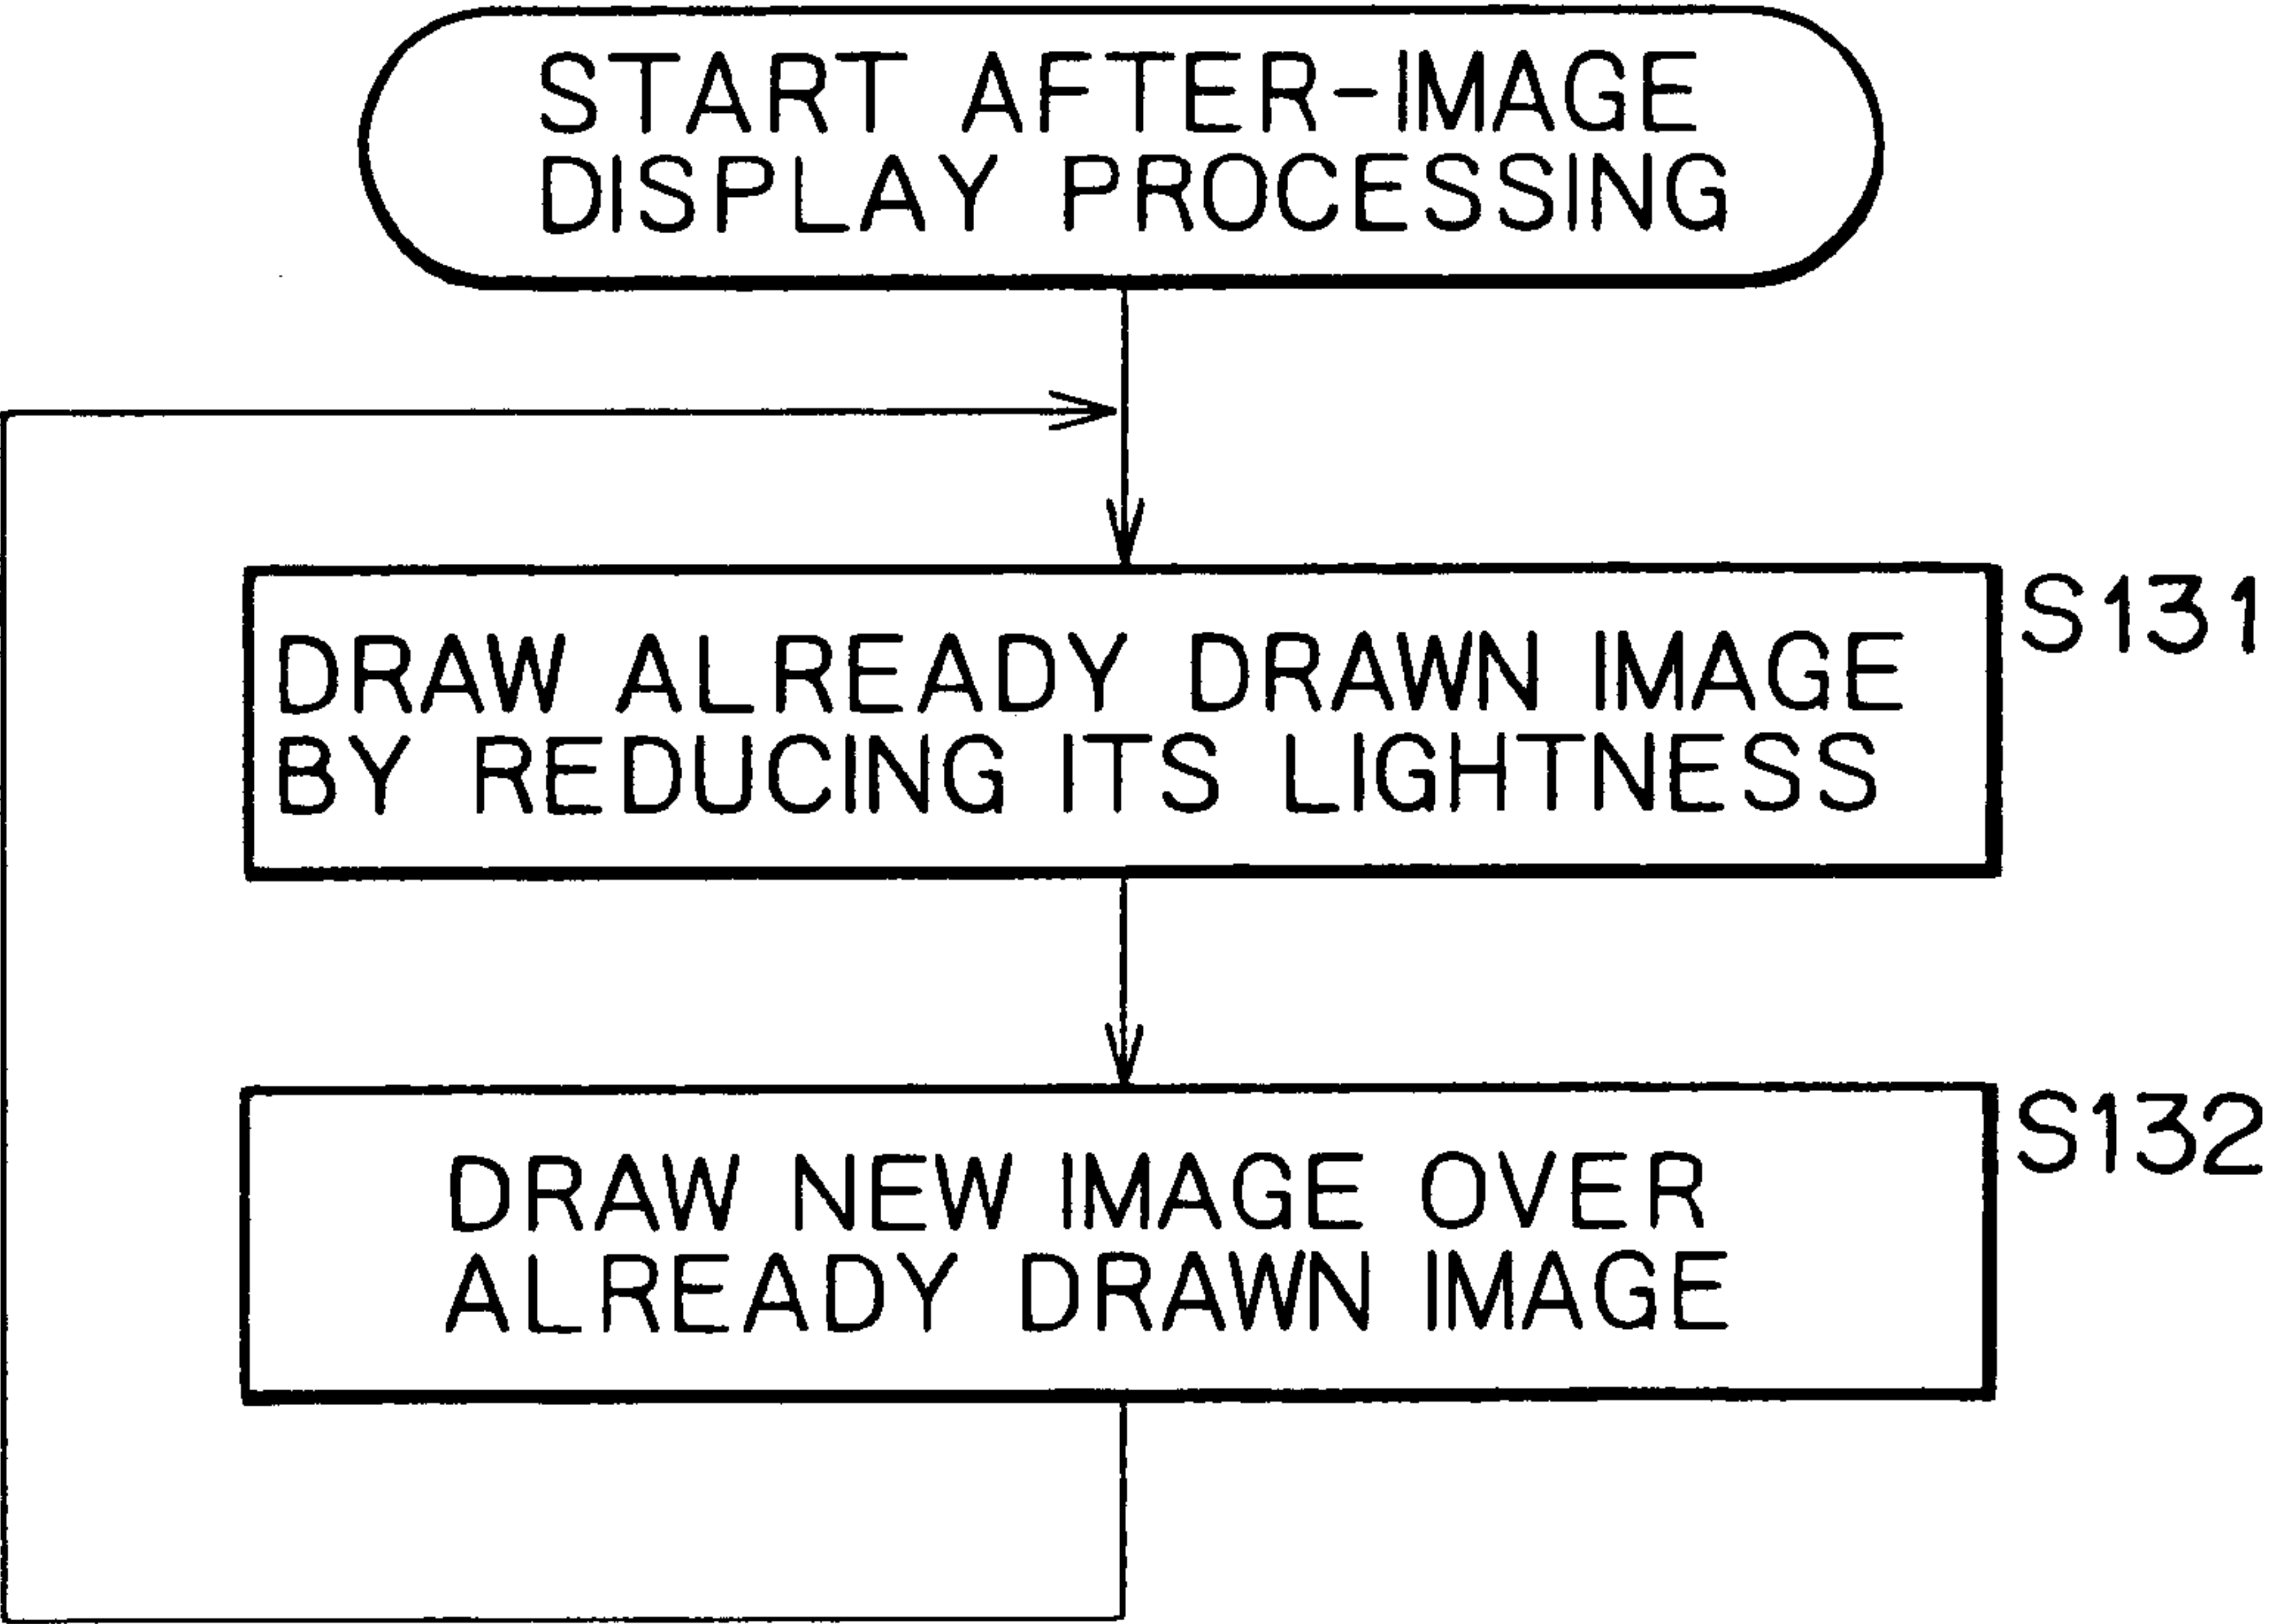 START AFTER-IMAGE
DISPLAY PROCESSING
S131
DRAW ALREADY DRAWN IMAGE
BY REDUCING ITS LIGHTNESS
S132
DRAW NEW IMAGE OVER
ALREADY DRAWN IMAGE